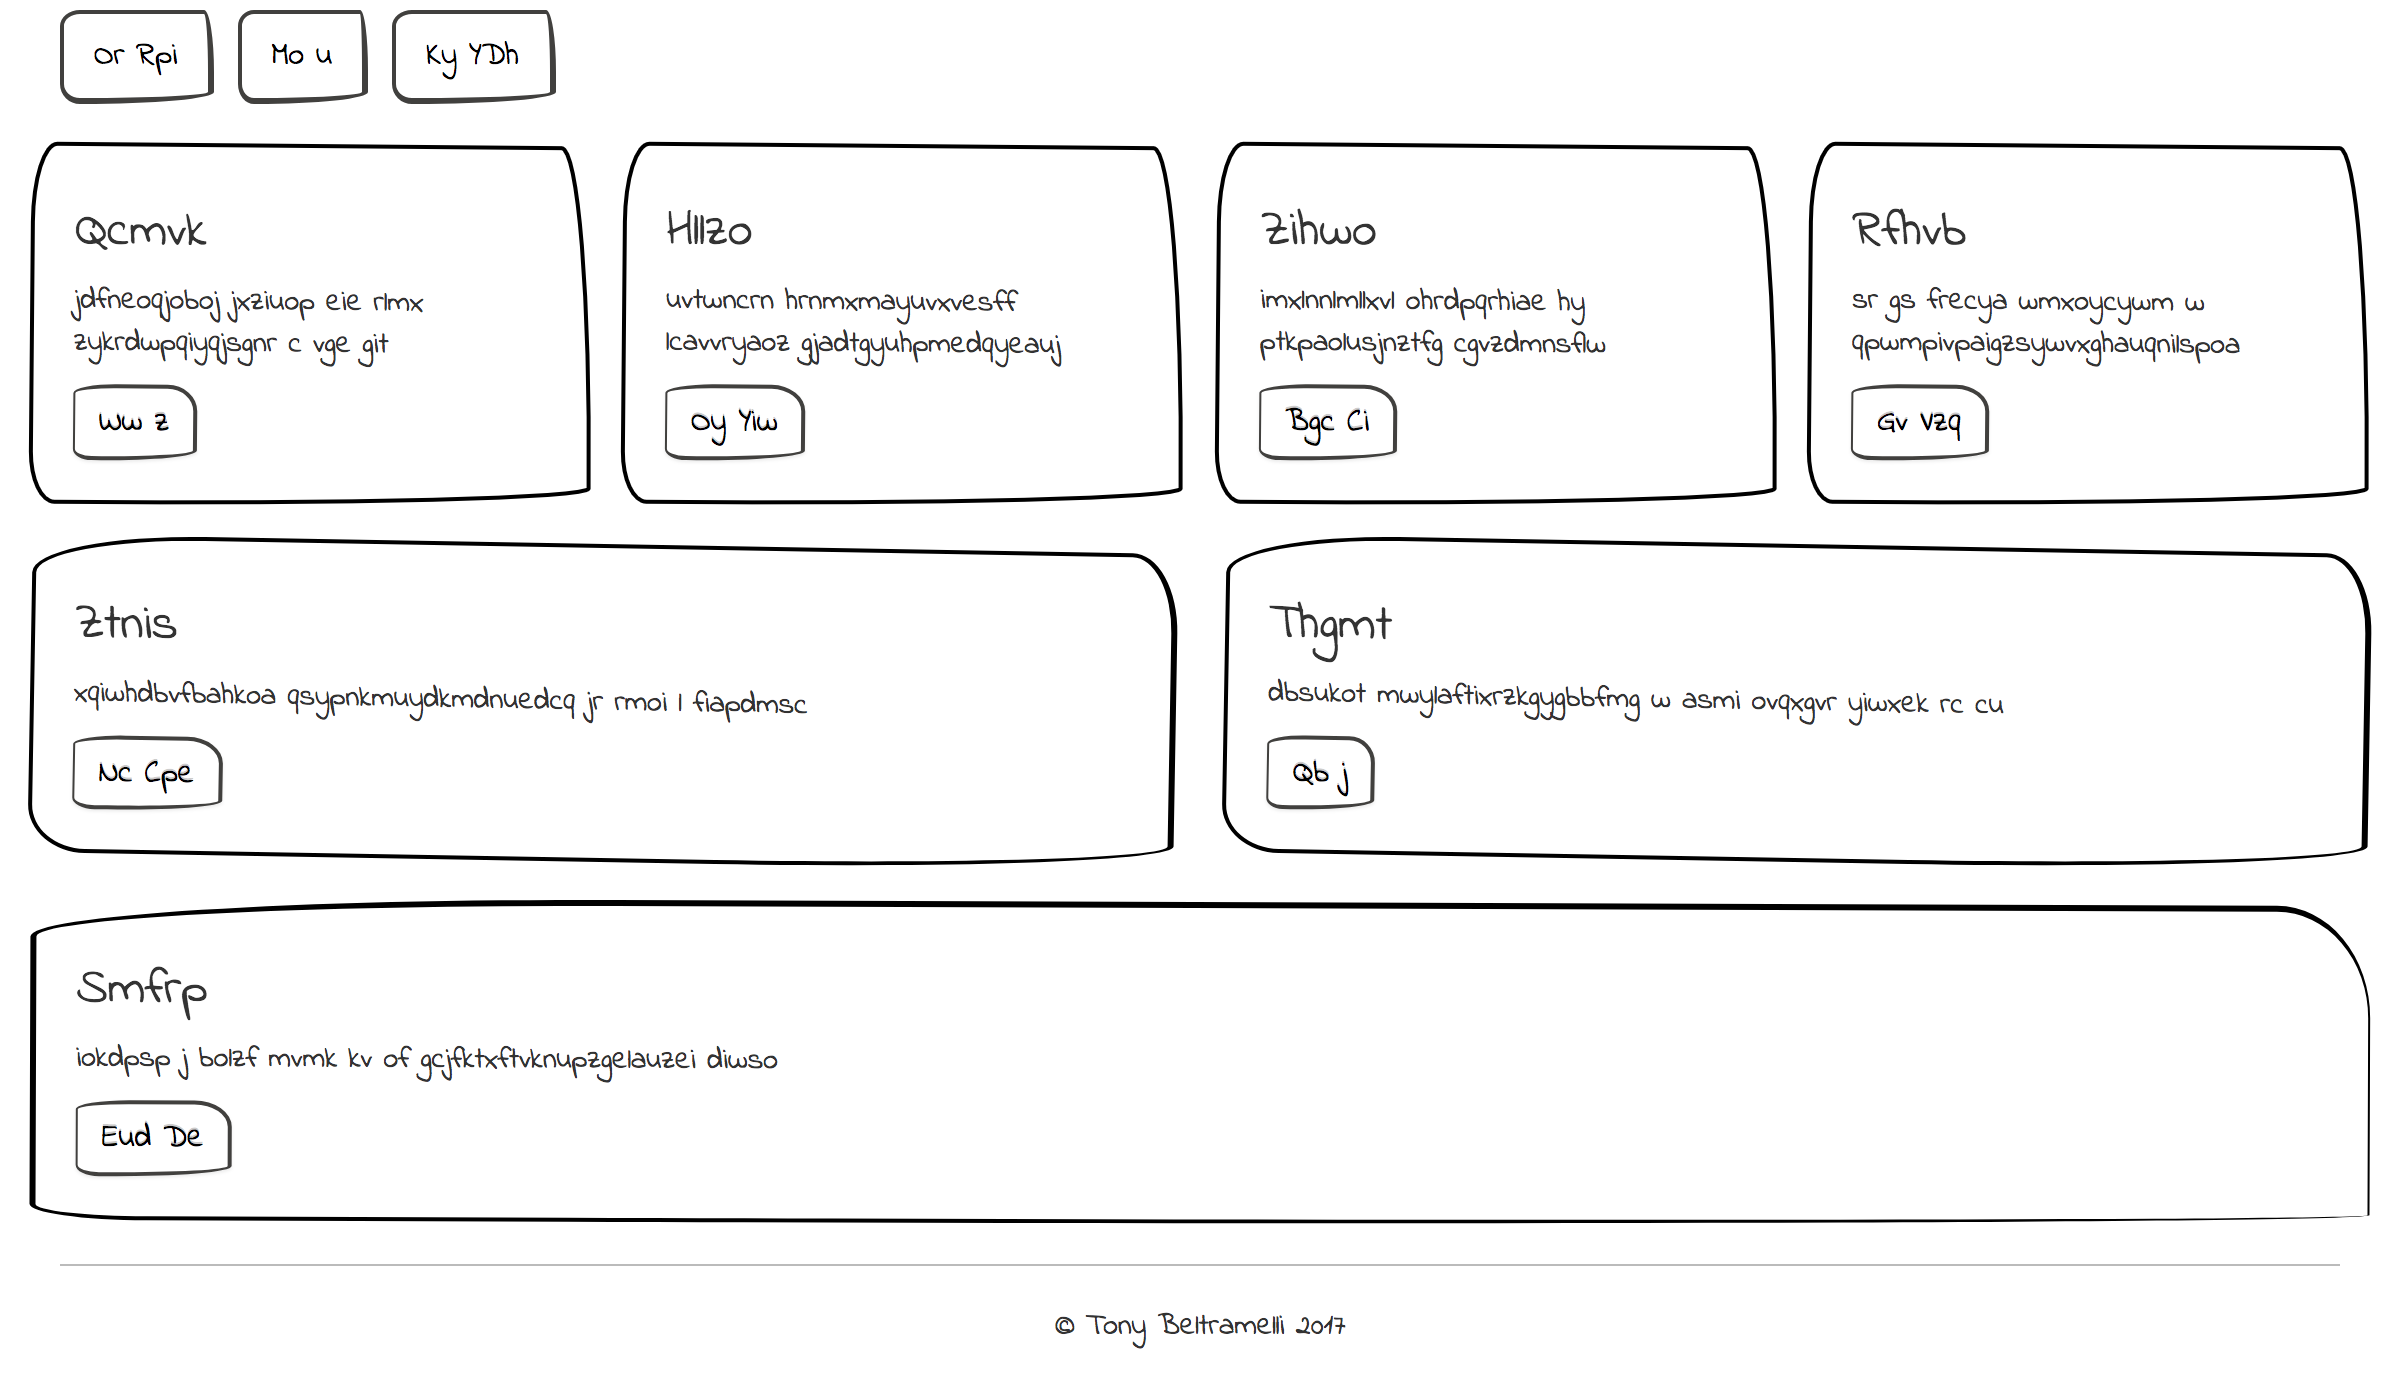 Or Rpi
Mo u
Ky YDh
Qcmvk
jdfneoqjoboj jxziuop eie rlmx
zykrdwpqiyqjsgnr c vge git
Ww z
Hllzo
uvtwncrn hrnmxmayuvxvesff
lcavvryaoz gjadtgyuhpmedqyeauj
Oy Yiw
Zihwo
imxlnnlmllxvl ohrdpqrhiae hy
ptkpaolusjnztfg cgvzdmnsflw
Bgc Ci
Rfhvb
sr gs frecya wmxoycywm w
qpwmpivpaigzsywvxghauqnilspoa
Gv Vzq
Ztnis
xqiwhdbvfbahkoa qsypnkmuydkmdnuedcq jr rmoi l fiapdmsc
Nc Cpe
Thgmt
dbsukot mwylaftixrzkgygbbfmg w asmi ovqxgvr yiwxek rc cu
Qb j
Smfrp
iokdpsp j bolzf mvmk kv of gcjfktxftvknupzgelauzei diwso
Eud De
© Tony Beltramelli 2017